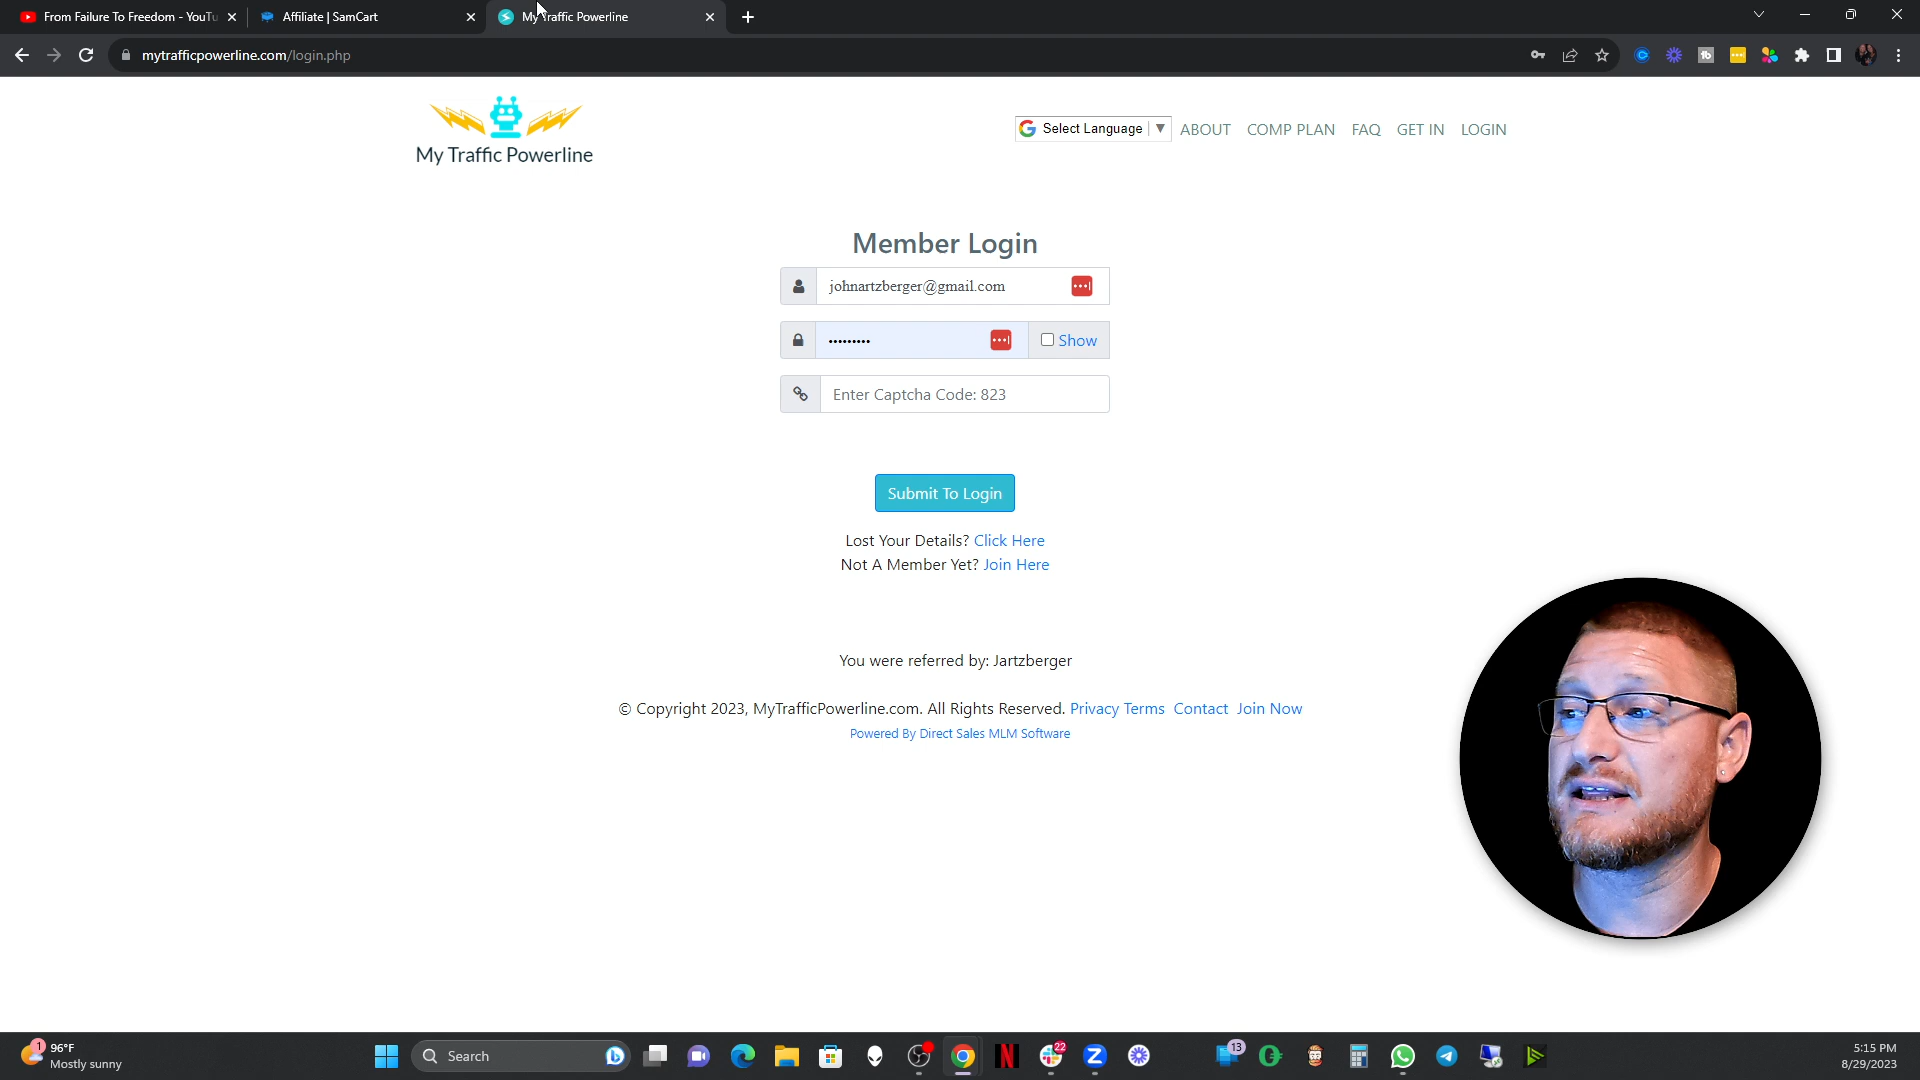 From Failure To Freedom - YouTu
Affiliate | SamCart
My Traffic Powerline
mytrafficpowerline.com/login.php
My Traffic Powerline
Select Language ▼
ABOUT COMP PLAN FAQ GET IN LOGIN
Member Login
johnartzberger@gmail.com
Show
Enter Captcha Code: 823
Submit To Login
Lost Your Details? Click Here
Not A Member Yet? Join Here
You were referred by: Jartzberger
© Copyright 2023, MyTrafficPowerline.com. All Rights Reserved. Privacy Terms Contact Join Now
Powered By Direct Sales MLM Software
1
96°F
Mostly sunny
Search
22
13
5:15 PM
8/29/2023